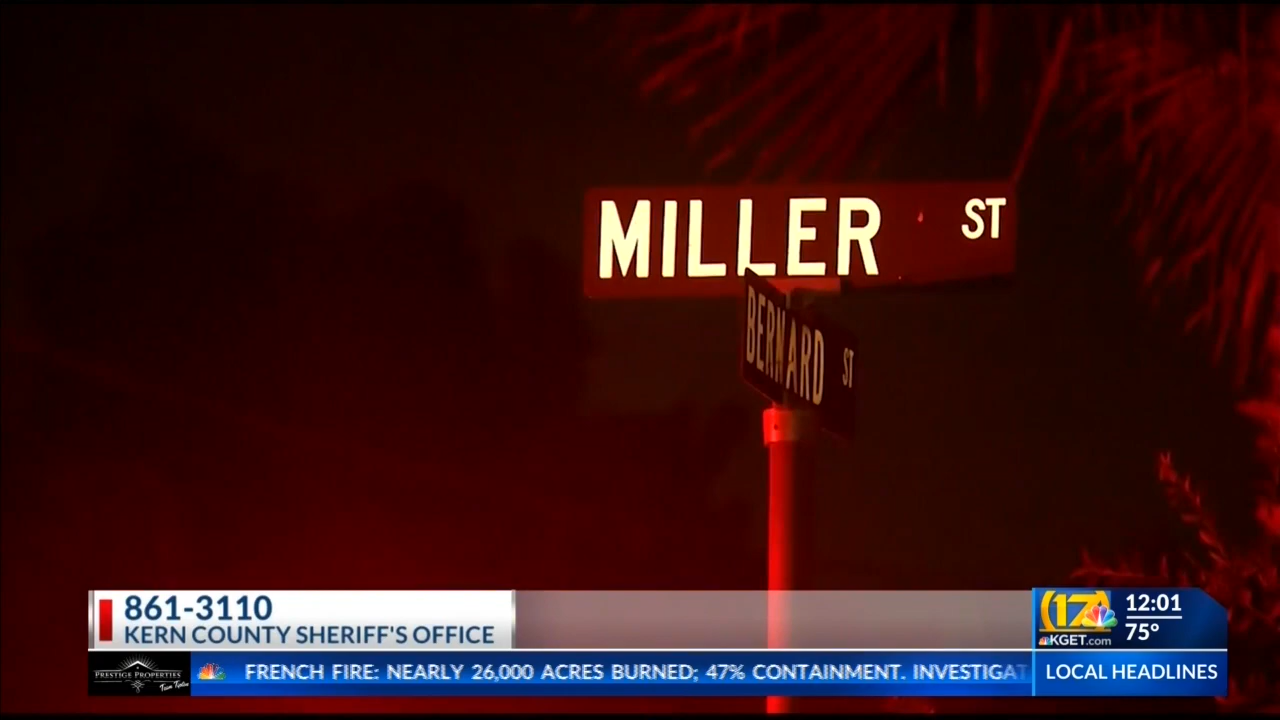 MILLER ST
BERNARD ST
861-3110
KERN COUNTY SHERIFF'S OFFICE
17
KGET.com
12:01
75°
PRESTIGE PROPERTIES
FRENCH FIRE: NEARLY 26,000 ACRES BURNED; 47% CONTAINMENT. INVESTIGAT
LOCAL HEADLINES